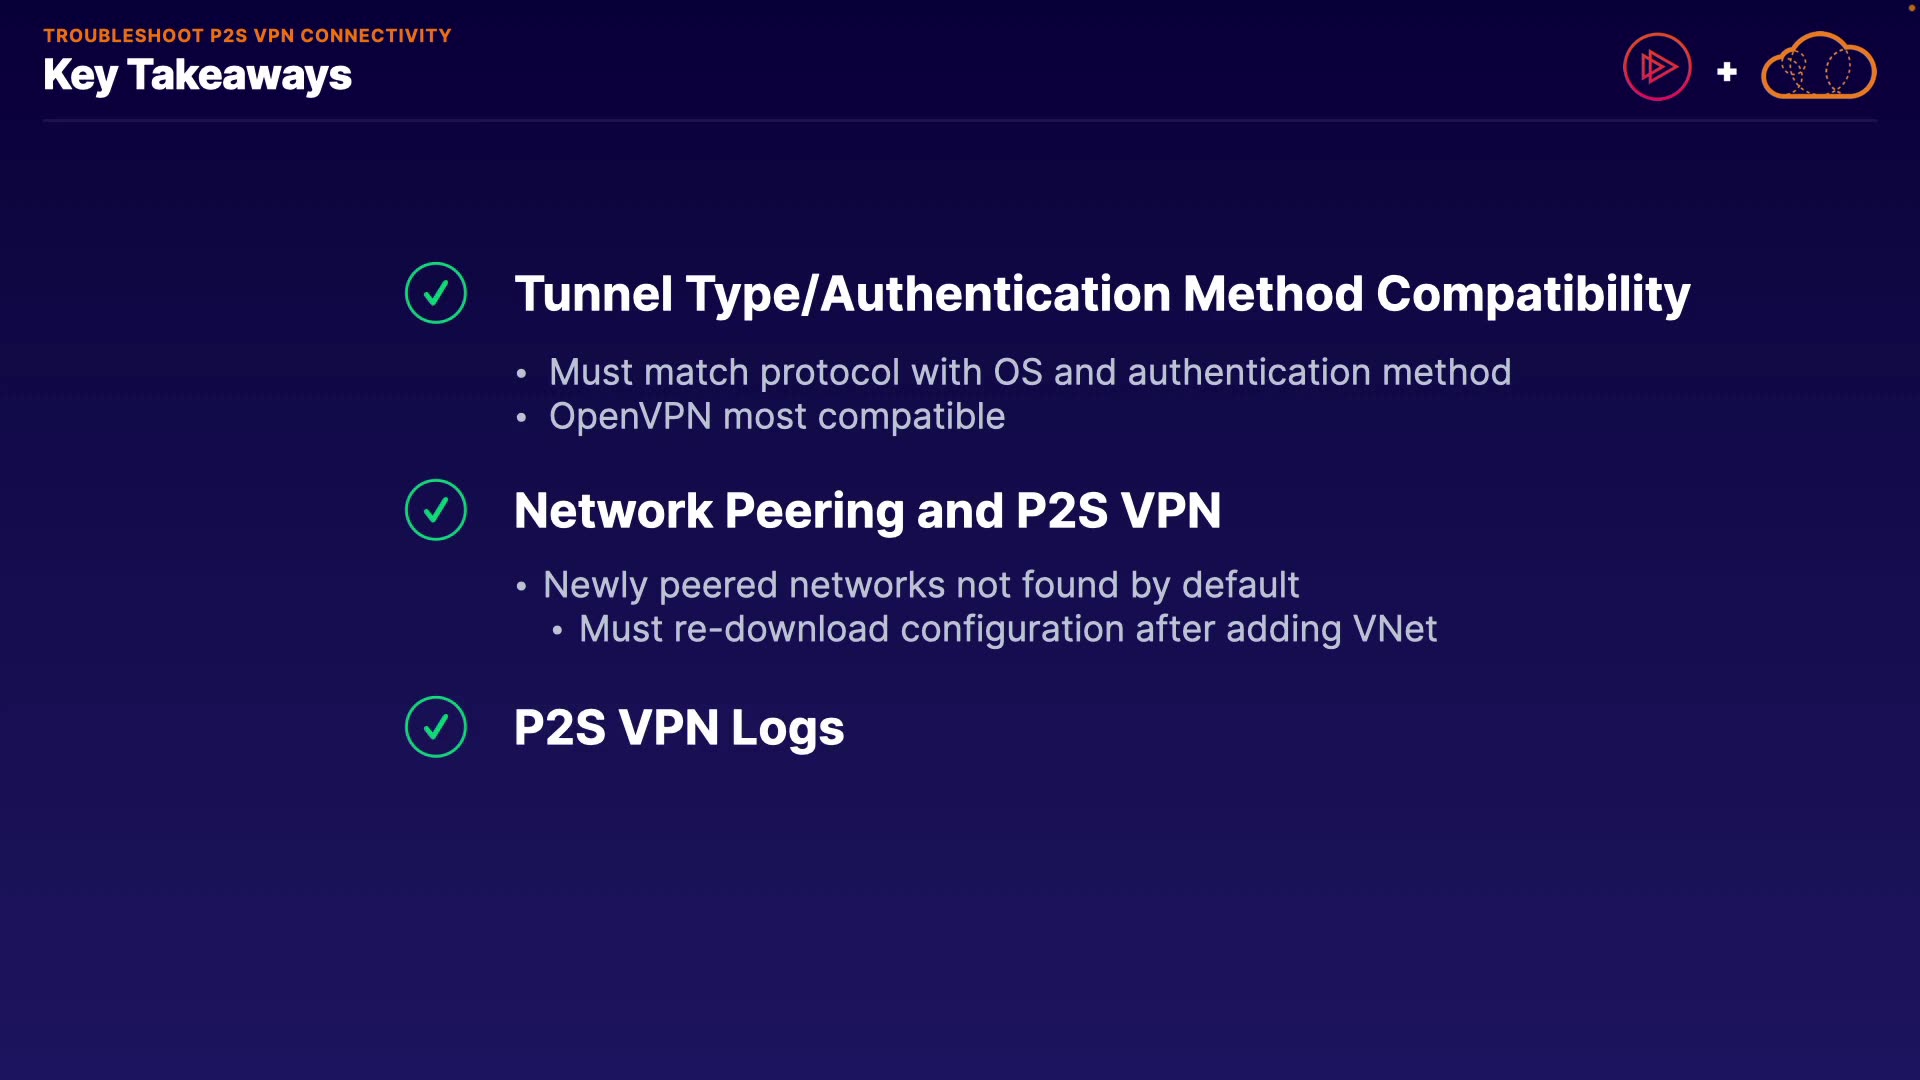 TROUBLESHOOT P2S VPN CONNECTIVITY
Key Takeaways
+
Tunnel Type/Authentication Method Compatibility
• Must match protocol with OS and authentication method
• OpenVPN most compatible
Network Peering and P2S VPN
• Newly peered networks not found by default
• Must re-download configuration after adding VNet
P2S VPN Logs